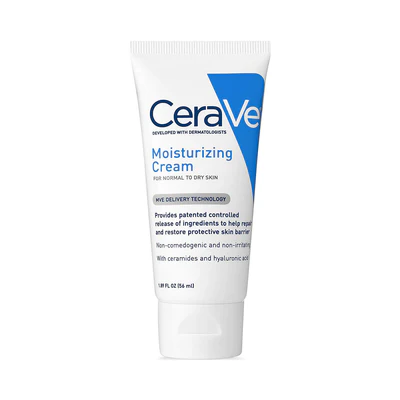 CeraVe
DEVELOPED WITH DERMATOLOGISTS
Moisturizing
Cream
FOR NORMAL TO DRY SKIN
MVE DELIVERY TECHNOLOGY
Provides patented controlled
release of ingredients to help repair
and restore protective skin barrier
Non-comedogenic and non-irritating
With ceramides and hyaluronic acid
1.89 FL OZ (56 ml)